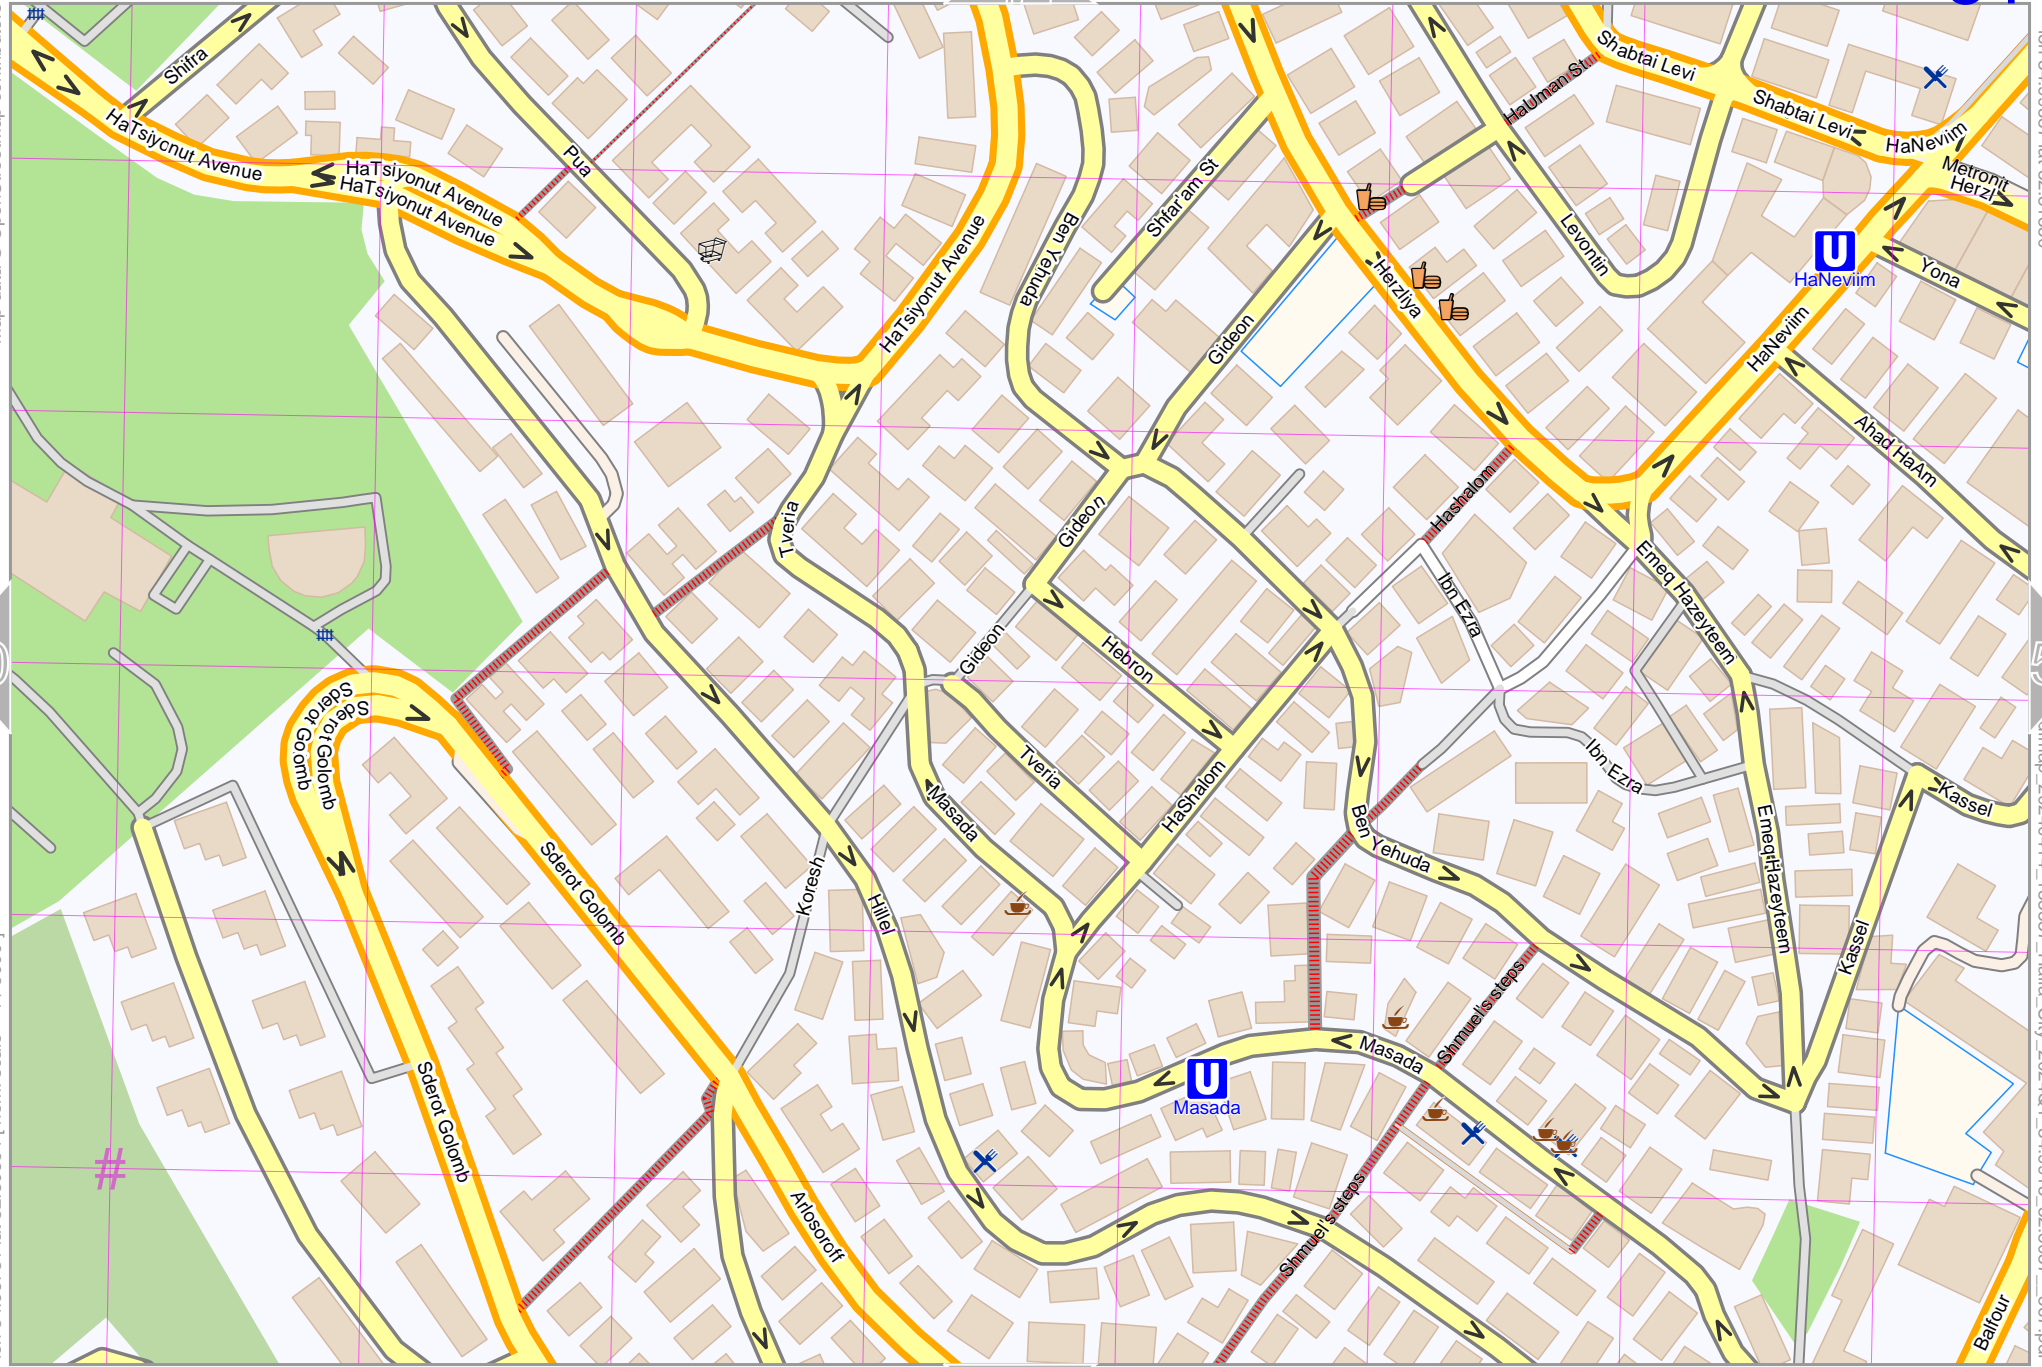 Shifra
HaTsiycnut Avenue
HaTsiyonut Avenue
HaTsiyonut Avenue
Pua
HaTsiyonut Avenue
Ben Yehuda
Shfar'am St
Gideon
Herzliya
HaUman St
Shabtai Levi
Shabtai Levi
HaNeviim
Metronit
Herzl
Levontin
U
HaNeviim
Yona
HaNeviim
Ahad HaAm
Tveria
Gideon
Hashalom
Ibn Ezra
Emeq Hazeyteem
Gideon
Hebron
Sderot Golomb
Sderot Golomb
Tveria
Masada
HaShalom
Ibn Ezra
Kassel
Ben Yehuda
Emeq Hazeyteem
Sderot Golomb
Koresh
Hillel
Kassel
Shmuel's steps
Masada
U
Masada
Sderot Golomb
#
Arlosoroff
Shmuel's steps
Balfour